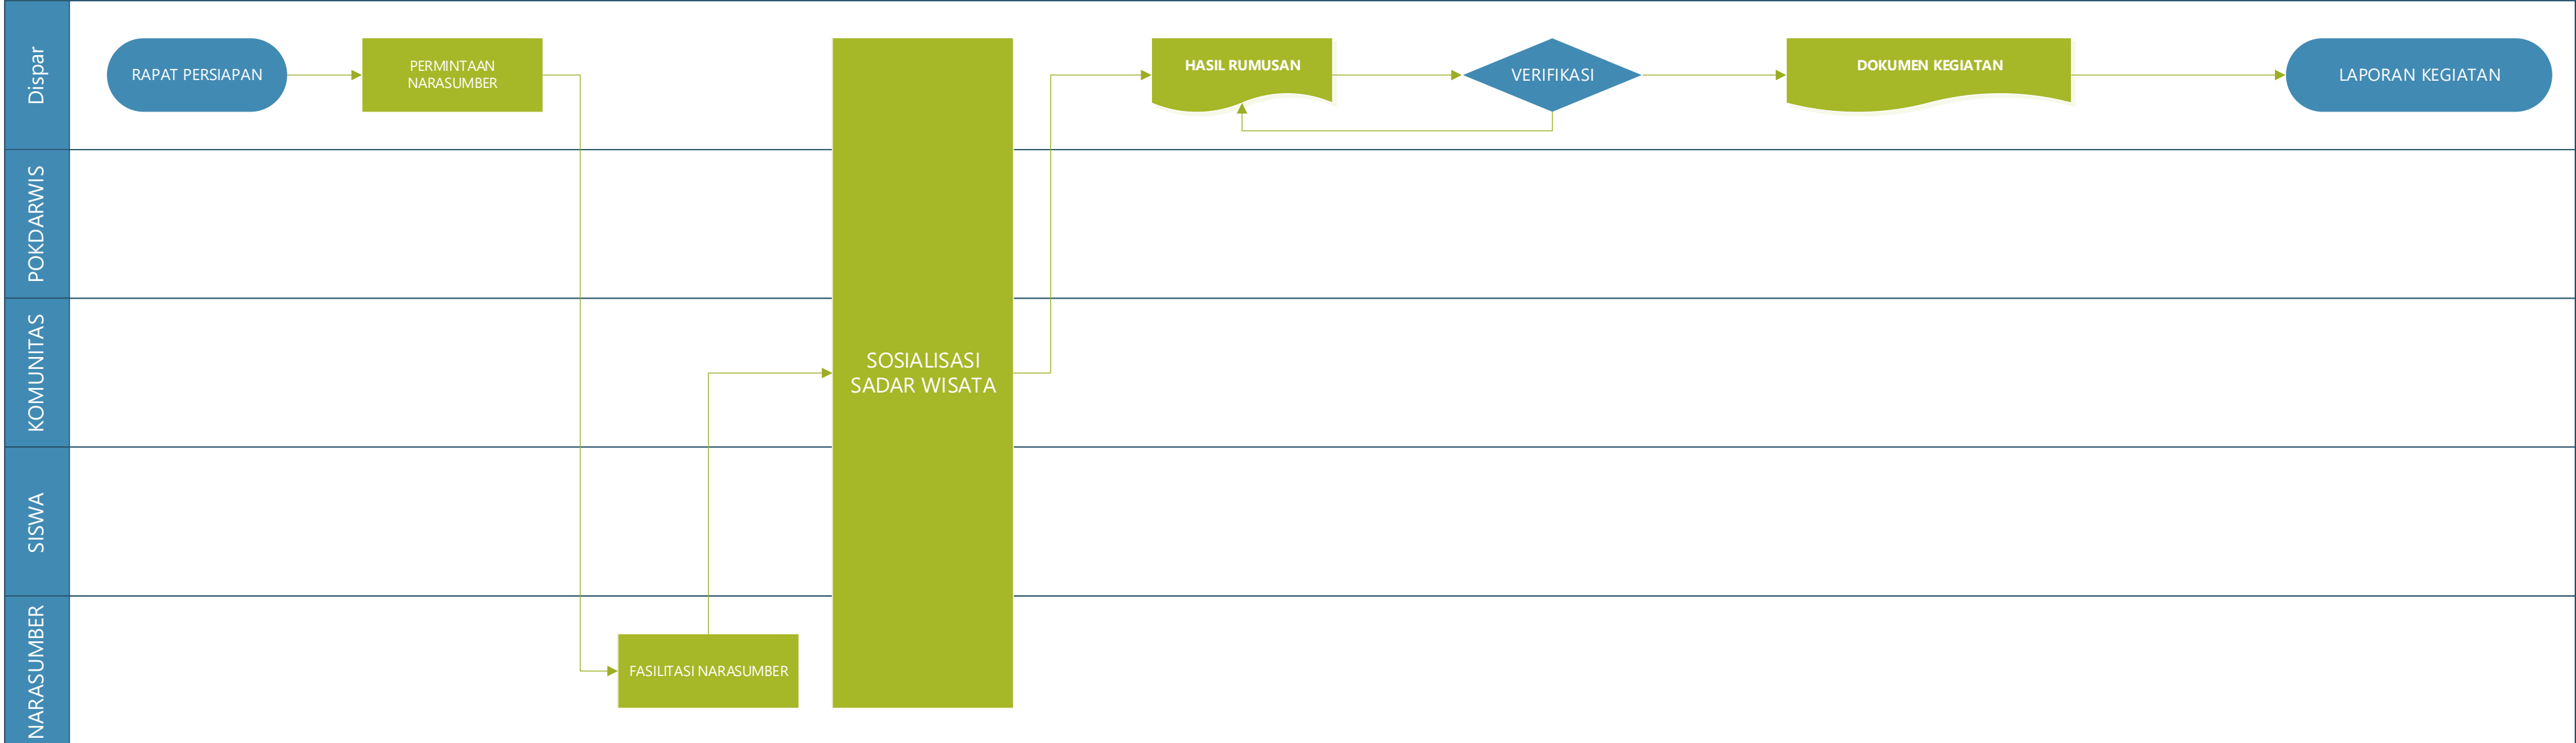 Dispar
RAPAT PERSIAPAN
PERMINTAAN
NARASUMBER
HASIL RUMUSAN
VERIFIKASI
DOKUMEN KEGIATAN
LAPORAN KEGIATAN
POKDARWIS
KOMUNITAS
SOSIALISASI
SADAR WISATA
SISWA
NARASUMBER
FASILITASI NARASUMBER